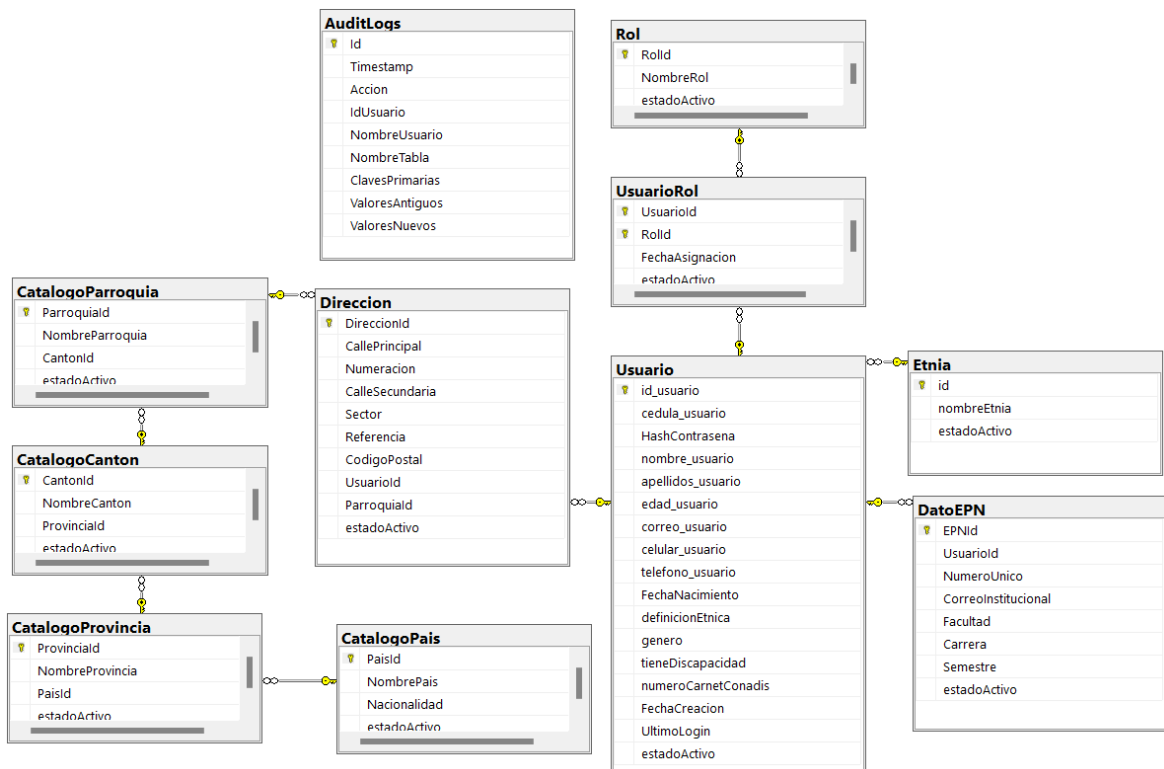 AuditLogs
Id
Timestamp
Accion
IdUsuario
NombreUsuario
NombreTabla
ClavesPrimarias
ValoresAntiguos
ValoresNuevos
Rol
RolId
NombreRol
estadoActivo
UsuarioRol
UsuarioId
RolId
FechaAsignacion
estadoActivo
CatalogoParroquia
ParroquiaId
NombreParroquia
CantonId
estadoActivo
Direccion
DireccionId
CallePrincipal
Numeracion
CalleSecundaria
Sector
Referencia
CodigoPostal
UsuarioId
ParroquiaId
estadoActivo
Usuario
id_usuario
cedula_usuario
HashContrasena
nombre_usuario
apellidos_usuario
edad_usuario
correo_usuario
celular_usuario
telefono_usuario
FechaNacimiento
definicionEtnica
genero
tieneDiscapacidad
numeroCarnetConadis
FechaCreacion
UltimoLogin
estadoActivo
Etnia
id
nombreEtnia
estadoActivo
CatalogoCanton
CantonId
NombreCanton
ProvinciaId
estadoActivo
DatoEPN
EPNId
UsuarioId
NumeroUnico
CorreoInstitucional
Facultad
Carrera
Semestre
estadoActivo
CatalogoProvincia
ProvinciaId
NombreProvincia
PaisId
estadoActivo
CatalogoPais
PaisId
NombrePais
Nacionalidad
estadoActivo